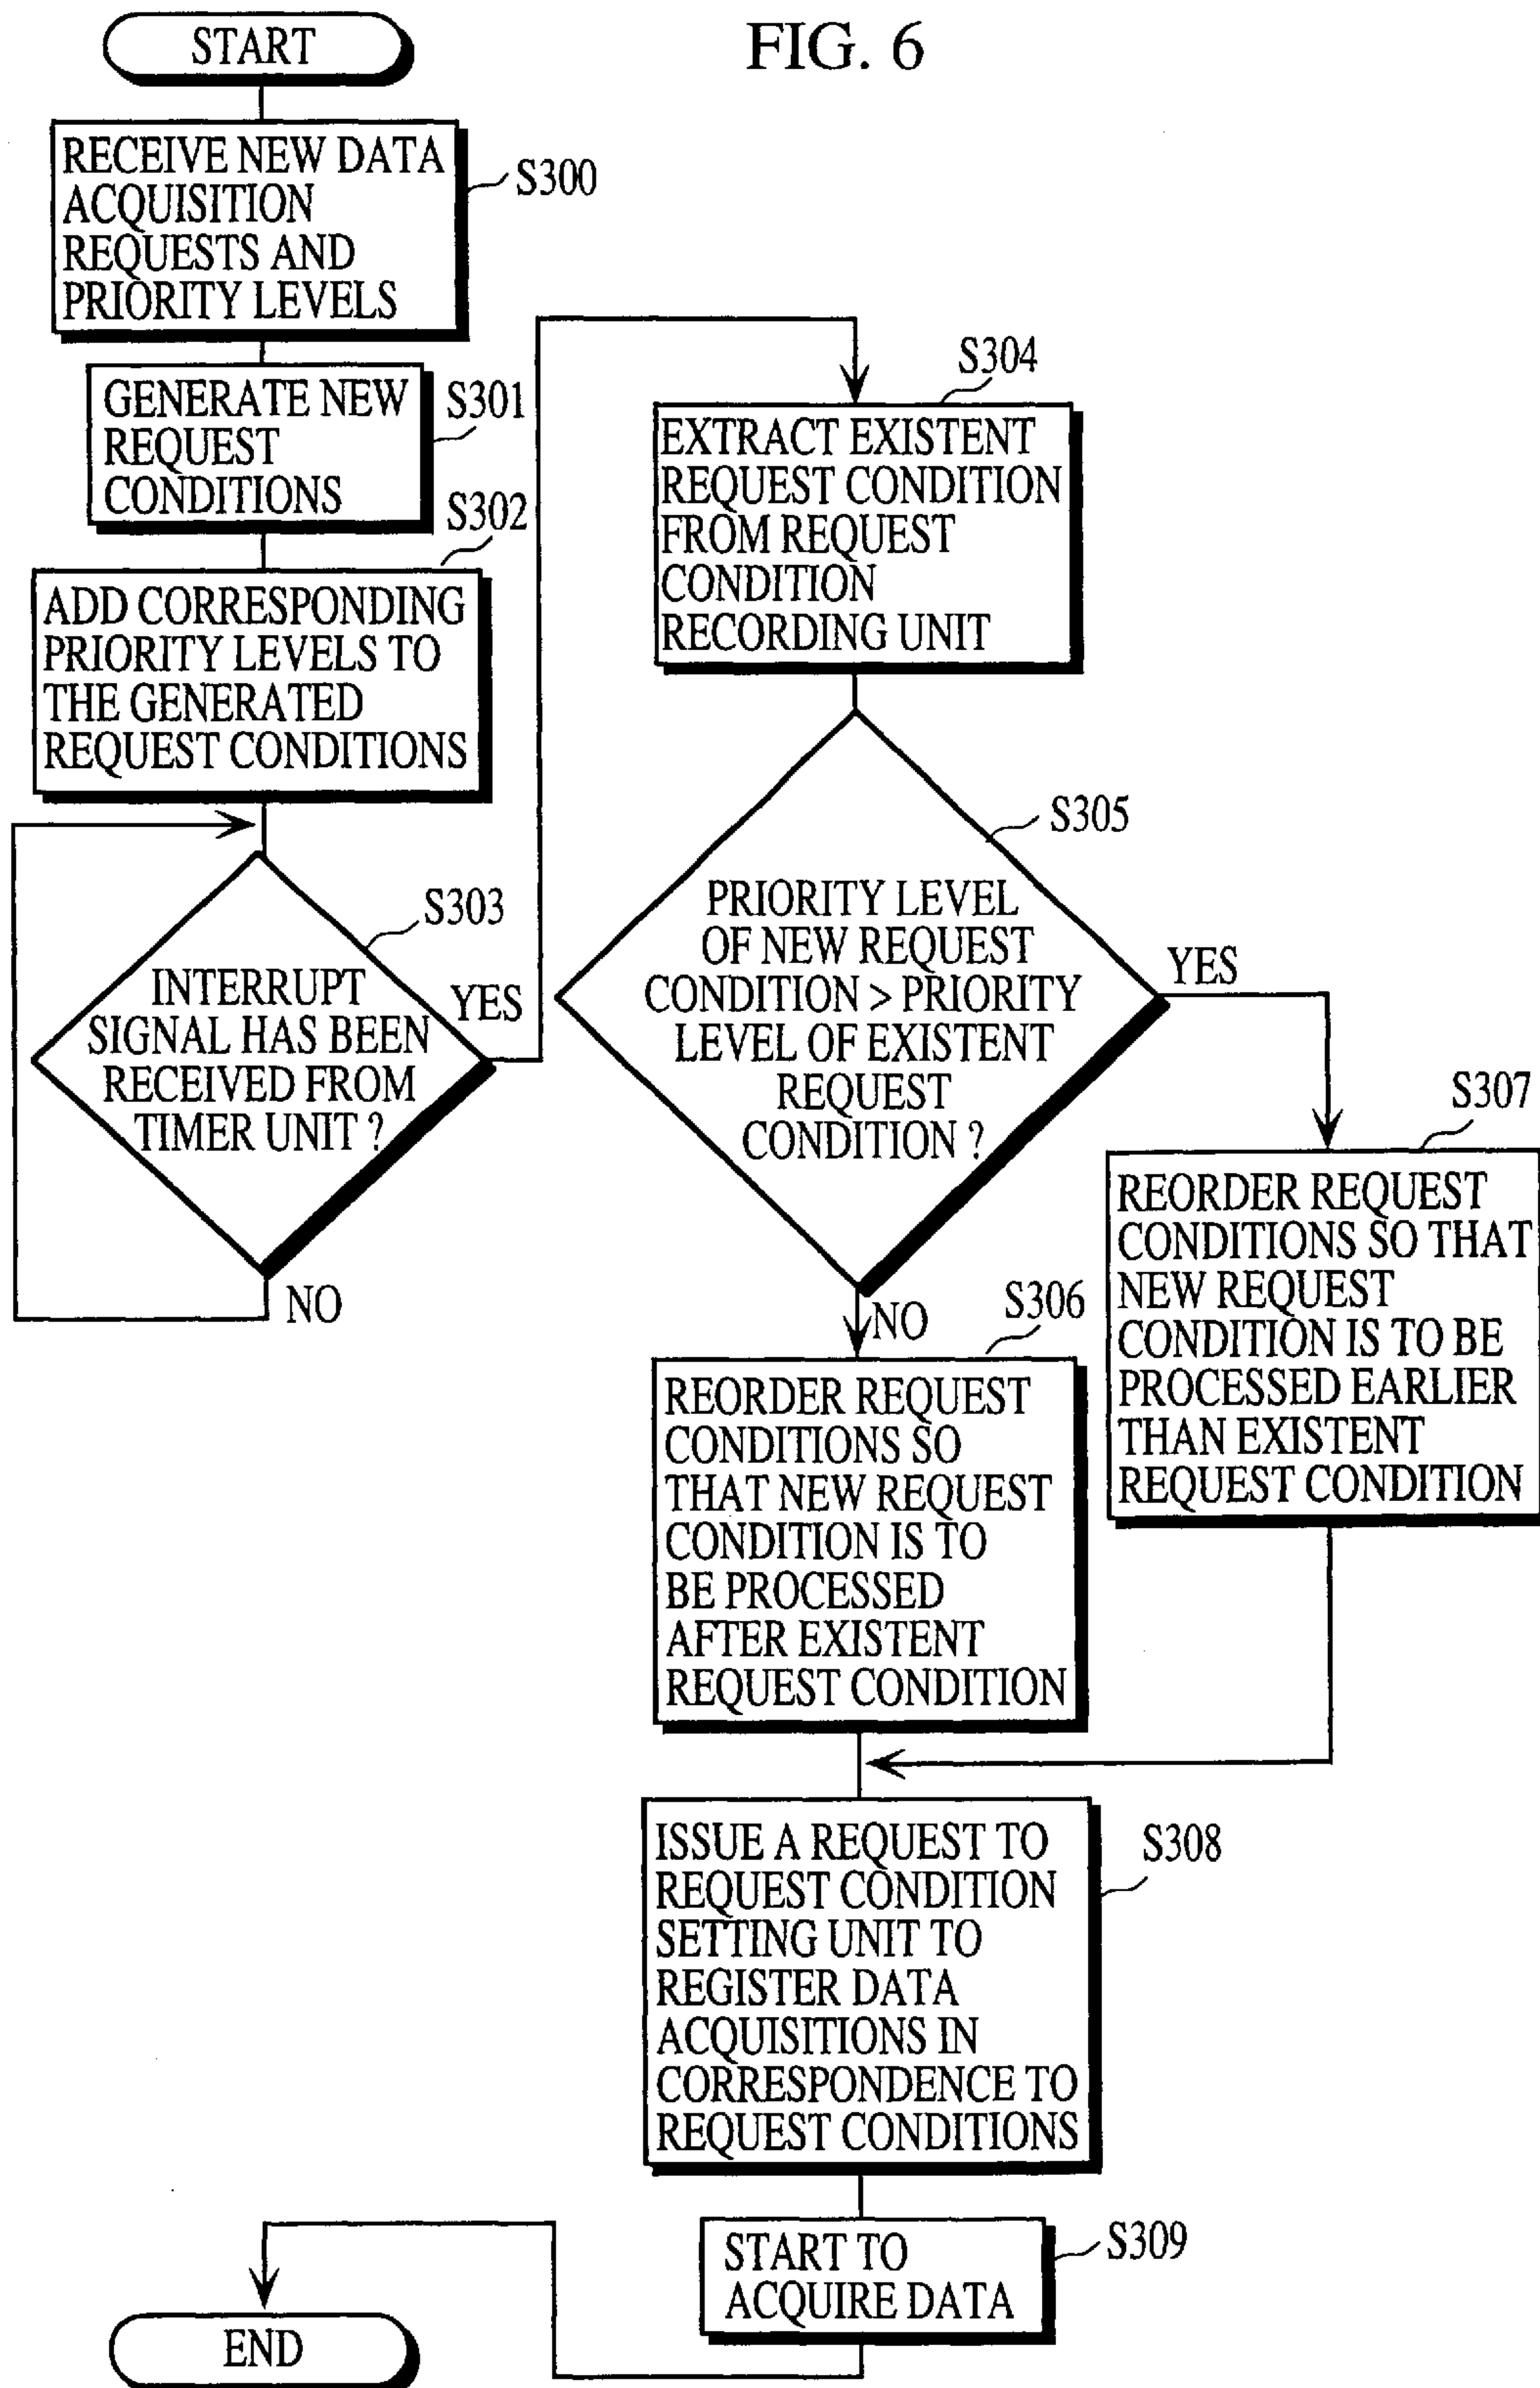 FIG. 6
START
RECEIVE NEW DATA
ACQUISITION
REQUESTS AND
PRIORITY LEVELS
S300
GENERATE NEW
REQUEST
CONDITIONS
S301
ADD CORRESPONDING
PRIORITY LEVELS TO
THE GENERATED
REQUEST CONDITIONS
S302
INTERRUPT
SIGNAL HAS BEEN
RECEIVED FROM
TIMER UNIT ?
S303
YES
NO
EXTRACT EXISTENT
REQUEST CONDITION
FROM REQUEST
CONDITION
RECORDING UNIT
S304
PRIORITY LEVEL
OF NEW REQUEST
CONDITION > PRIORITY
LEVEL OF EXISTENT
REQUEST
CONDITION ?
S305
YES
NO
REORDER REQUEST
CONDITIONS SO
THAT NEW REQUEST
CONDITION IS TO
BE PROCESSED
AFTER EXISTENT
REQUEST CONDITION
S306
REORDER REQUEST
CONDITIONS SO THAT
NEW REQUEST
CONDITION IS TO BE
PROCESSED EARLIER
THAN EXISTENT
REQUEST CONDITION
S307
ISSUE A REQUEST TO
REQUEST CONDITION
SETTING UNIT TO
REGISTER DATA
ACQUISITIONS IN
CORRESPONDENCE TO
REQUEST CONDITIONS
S308
START TO
ACQUIRE DATA
S309
END